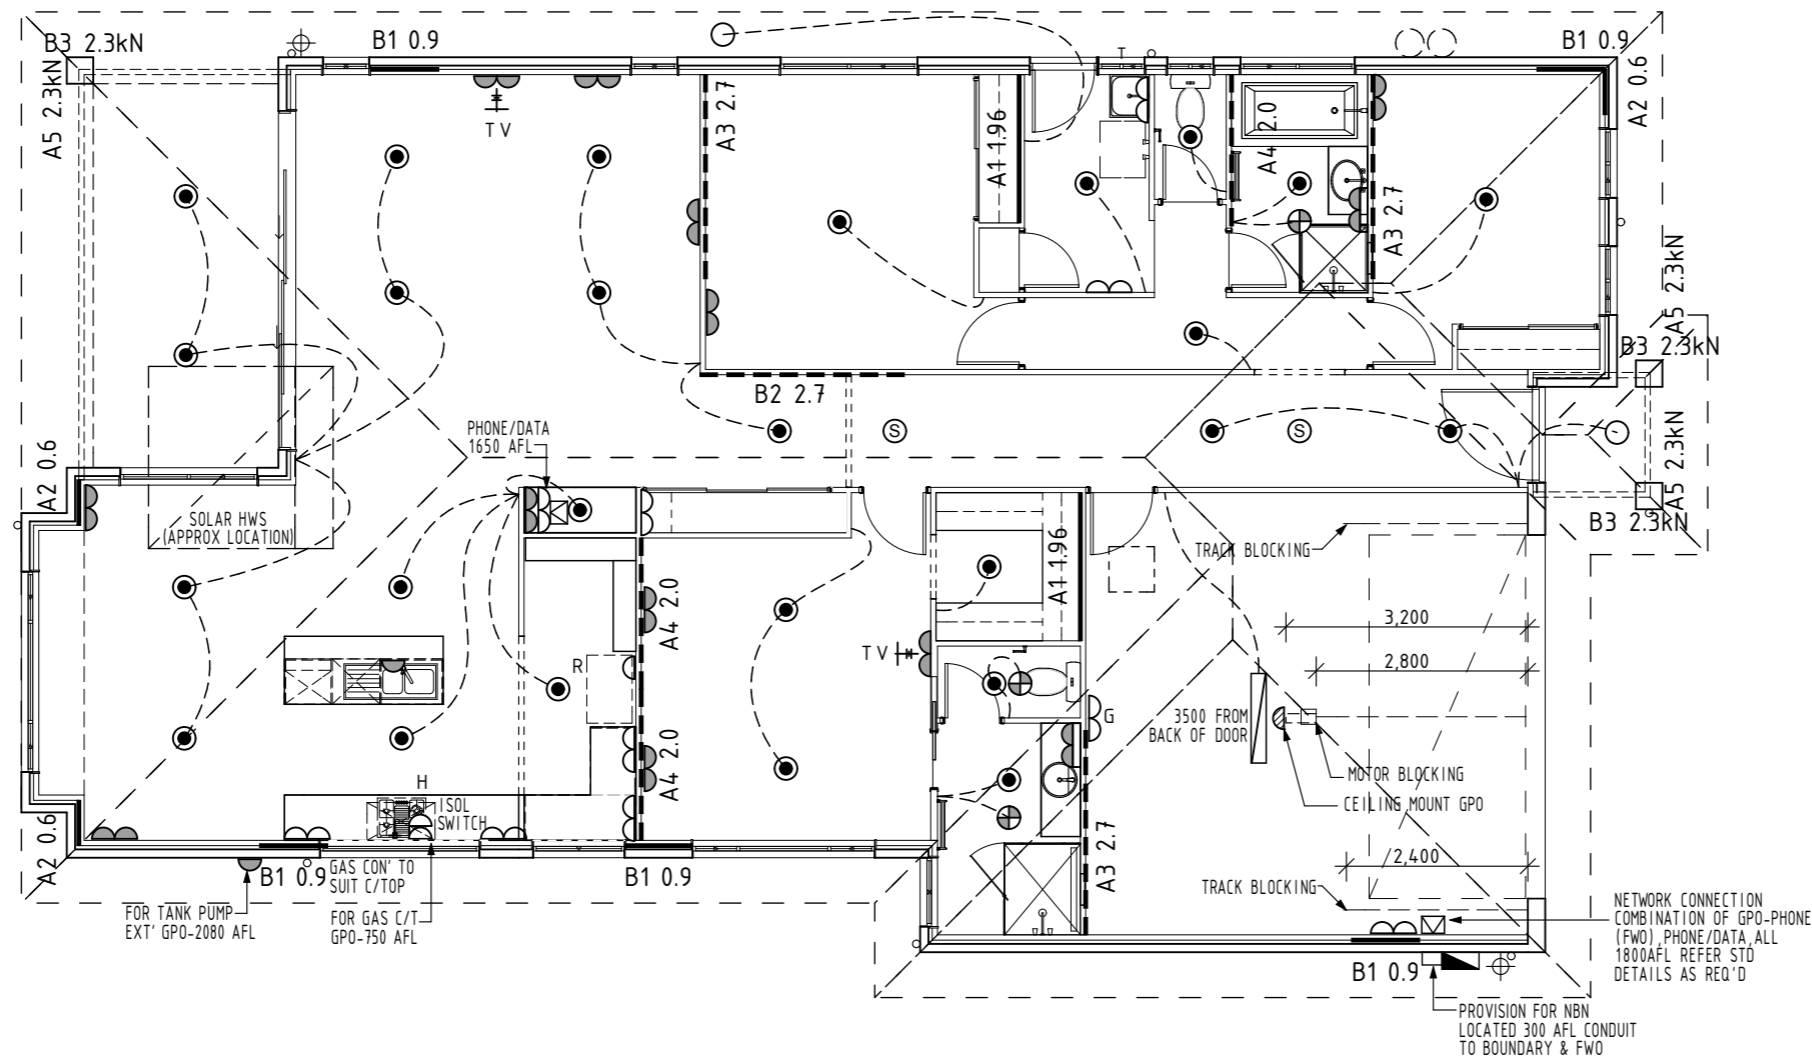 B3 2.3kN
B1 0.9
B1 0.9
A5 2.3kN
T
TV
A3 2.7
A1 1.96
A4 2.0
A3 2.7
A2 0.6
A5 2.3kN
B3 2.3kN
B2 2.7
PHONE/DATA
1650 AFL
S
S
A2 0.6
SOLAR HWS
(APPROX LOCATION)
A5 2.3kN
B3 2.3kN
TRACK BLOCKING
A1 1.96
A4 2.0
3,200
TV
R
2,800
G
3500 FROM
BACK OF DOOR
A4 2.0
MOTOR BLOCKING
CEILING MOUNT GPO
H
ISOL
SWITCH
A2 0.6
A3 2.7
2,400
GAS CON' TO
SUIT C/TOP
B1 0.9
B1 0.9
TRACK BLOCKING
FOR TANK PUMP
EXT' GPO-2080 AFL
FOR GAS C/T
GPO-750 AFL
NETWORK CONNECTION
COMBINATION OF GPO-PHONE
(FWO),PHONE/DATA,ALL
1800AFL REFER STD
DETAILS AS REQ'D
B1 0.9
PROVISION FOR NBN
LOCATED 300 AFL CONDUIT
TO BOUNDARY & FWO